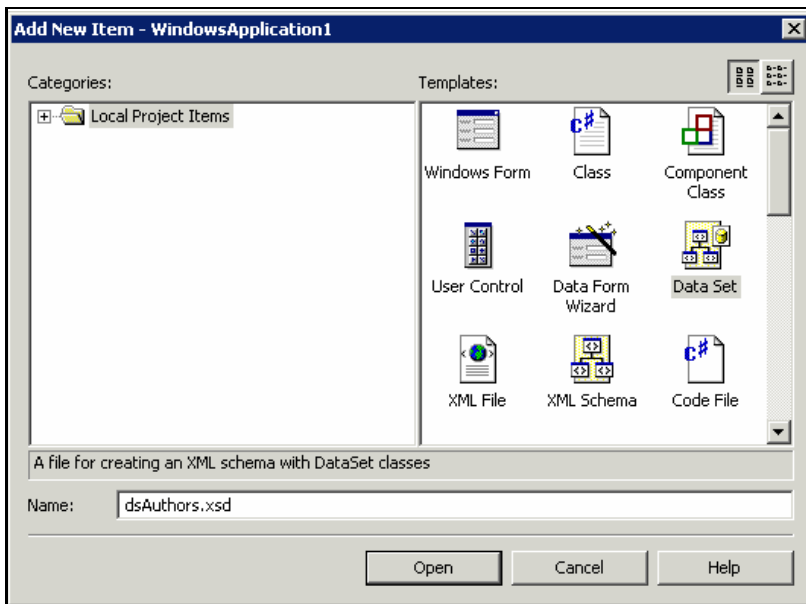 Add New Item - WindowsApplication1
Categories:
Templates:
Local Project Items
Windows Form
Class
Component
Class
User Control
Data Form
Wizard
Data Set
XML File
XML Schema
Code File
A file for creating an XML schema with DataSet classes
Name:
dsAuthors.xsd
Open
Cancel
Help